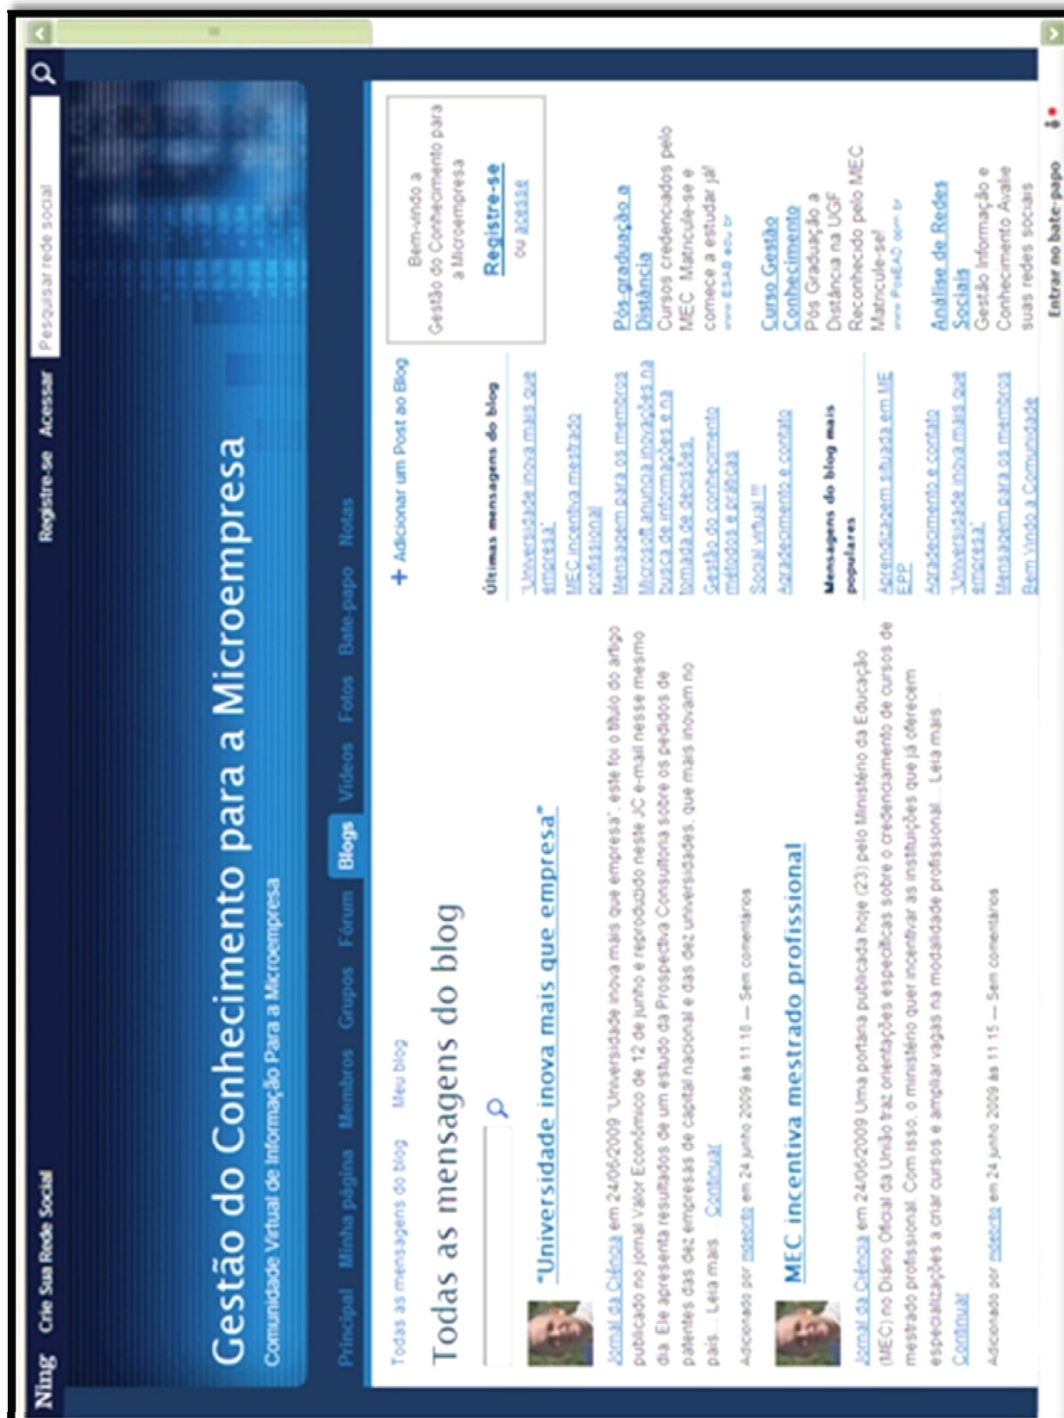 Ning Crie Sua Rede Social Registre-se Acessar Pesquisar rede social
Gestão do Conhecimento para a Microempresa
Comunidade Virtual de Informação Para a Microempresa
Principal Minha página Membros Grupos Fórum Blogs Vídeos Fotos Bate-papo Notas
Todas as mensagens do blog Meu blog
+ Adicionar um Post ao Blog
Todas as mensagens do blog
"Universidade inova mais que empresa"
Jornal da Ciência em 24/06/2009 "Universidade inova mais que empresa", este foi o título do artigo
publicado no jornal Valor Econômico de 12 de junho e reproduzido neste JC e-mail nesse mesmo
dia. Ele apresenta resultados de um estudo da Prospectiva Consultoria sobre os pedidos de
patentes das dez empresas de capital nacional e das dez universidades, que mais inovam no
país... Leia mais... Continuar
Adicionado por mdebrito em 24 junho 2009 às 11:18 — Sem comentários
MEC incentiva mestrado profissional
Jornal da Ciência em 24/06/2009 Uma portaria publicada hoje (23) pelo Ministério da Educação
(MEC) no Diário Oficial da União traz orientações específicas sobre o credenciamento de cursos de
mestrado profissional. Com isso, o ministério quer incentivar as instituições que já oferecem
especializações a criar cursos e ampliar vagas na modalidade profissional... Leia mais...
Continuar
Adicionado por mdebrito em 24 junho 2009 às 11:15 — Sem comentários
Últimas mensagens do blog
"Universidade inova mais que
empresa"
MEC incentiva mestrado
profissional
Mensagem para os membros
Microsoft anuncia inovações na
busca de informações e na
tomada de decisões.
Gestão do conhecimento
métodos e práticas
Social virtual !!!
Agradecimento e contato
Mensagens do blog mais
populares
Aprendizagem situada em ME
EPP
Agradecimento e contato
"Universidade inova mais que
empresa"
Mensagem para os membros
Bem Vindo a Comunidade
Bem-vindo a
Gestão do Conhecimento para
a Microempresa
Registre-se
ou acesse
Pós-graduação a
Distância
Cursos credenciados pelo
MEC. Matricule-se e
comece a estudar já!
www.ESAB.edu.br
Curso Gestão
Conhecimento
Pós Graduação a
Distância na UGF
Reconhecido pelo MEC
Matricule-se!
www.PosEAD.com.br
Análise de Redes
Sociais
Gestão Informação e
Conhecimento Avalie
suas redes sociais
Entrar no bate-papo